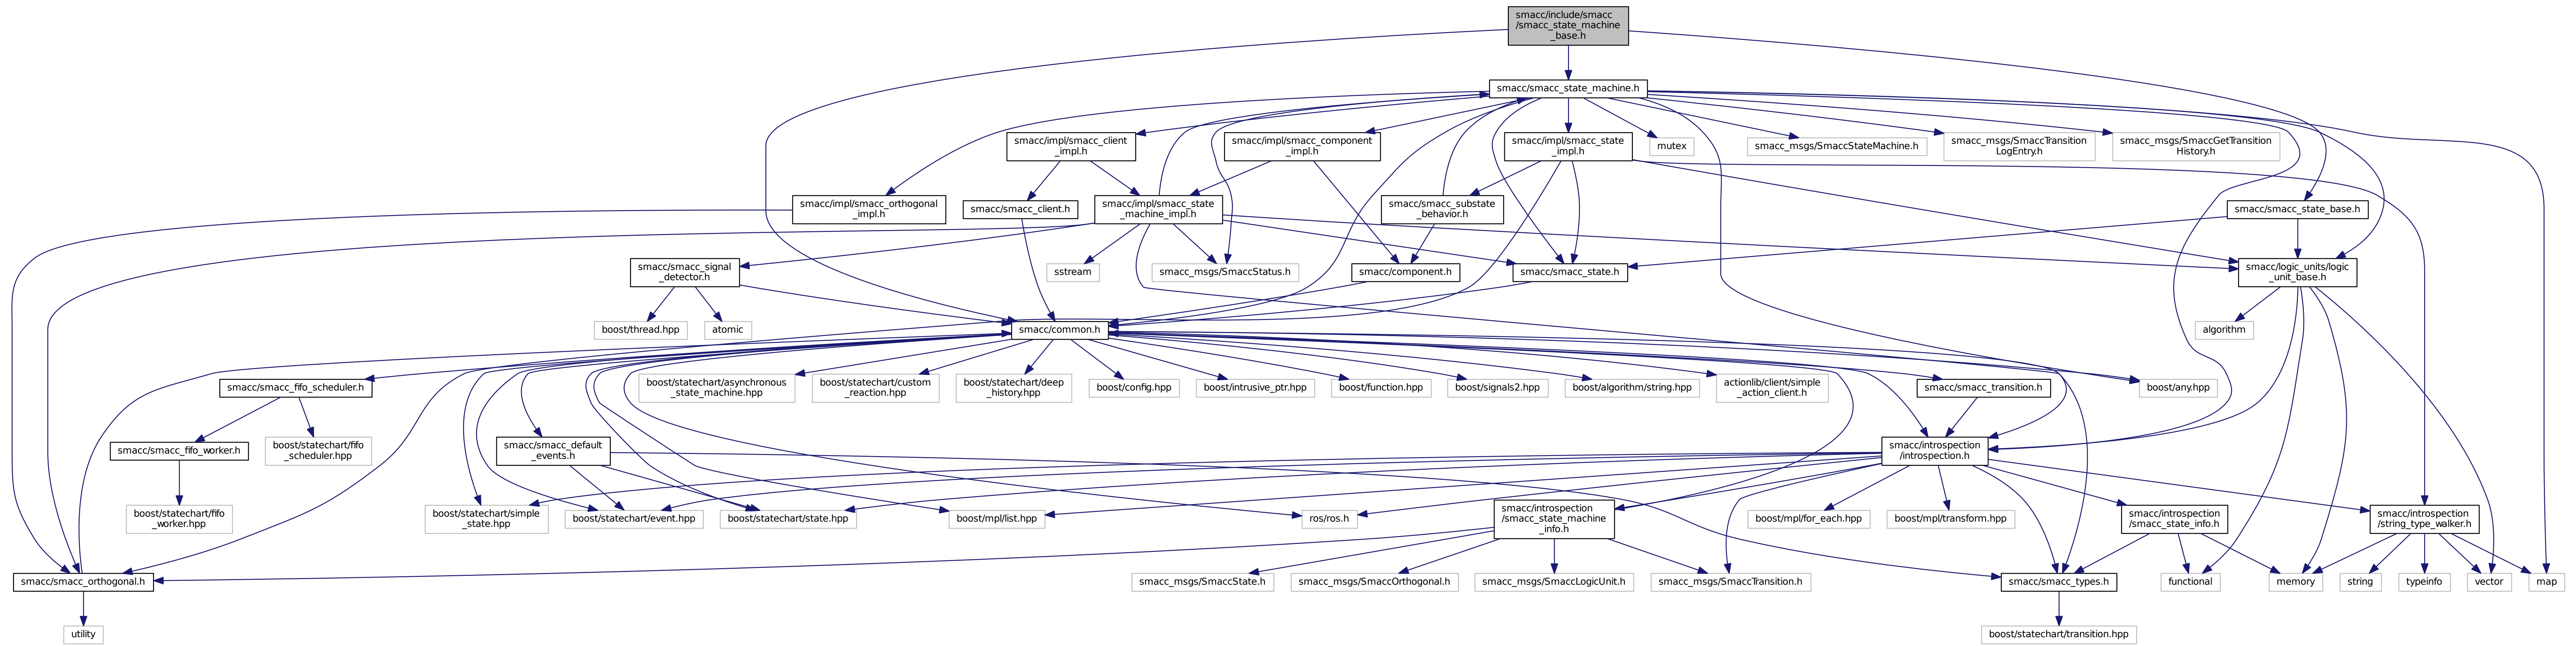 smacc/include/smacc
/smacc_state_machine
_base.h
smacc/smacc_state_machine.h
smacc/impl/smacc_client
_impl.h
smacc/impl/smacc_component
_impl.h
smacc/impl/smacc_state
_impl.h
mutex
smacc_msgs/SmaccStateMachine.h
smacc_msgs/SmaccTransition
LogEntry.h
smacc_msgs/SmaccGetTransition
History.h
smacc/impl/smacc_orthogonal
_impl.h
smacc/smacc_client.h
smacc/impl/smacc_state
_machine_impl.h
smacc/smacc_substate
_behavior.h
smacc/smacc_state_base.h
smacc/smacc_signal
_detector.h
sstream
smacc_msgs/SmaccStatus.h
smacc/component.h
smacc/smacc_state.h
smacc/logic_units/logic
_unit_base.h
boost/thread.hpp
atomic
smacc/common.h
algorithm
smacc/smacc_fifo_scheduler.h
boost/statechart/asynchronous
_state_machine.hpp
boost/statechart/custom
_reaction.hpp
boost/statechart/deep
_history.hpp
boost/config.hpp
boost/intrusive_ptr.hpp
boost/function.hpp
boost/signals2.hpp
boost/algorithm/string.hpp
actionlib/client/simple
_action_client.h
smacc/smacc_transition.h
boost/any.hpp
smacc/smacc_fifo_worker.h
boost/statechart/fifo
_scheduler.hpp
smacc/smacc_default
_events.h
smacc/introspection
/introspection.h
boost/statechart/fifo
_worker.hpp
boost/statechart/simple
_state.hpp
boost/statechart/event.hpp
boost/statechart/state.hpp
boost/mpl/list.hpp
ros/ros.h
smacc/introspection
/smacc_state_machine
_info.h
boost/mpl/for_each.hpp
boost/mpl/transform.hpp
smacc/introspection
/smacc_state_info.h
smacc/introspection
/string_type_walker.h
smacc/smacc_orthogonal.h
smacc_msgs/SmaccState.h
smacc_msgs/SmaccOrthogonal.h
smacc_msgs/SmaccLogicUnit.h
smacc_msgs/SmaccTransition.h
smacc/smacc_types.h
functional
memory
string
typeinfo
vector
map
utility
boost/statechart/transition.hpp